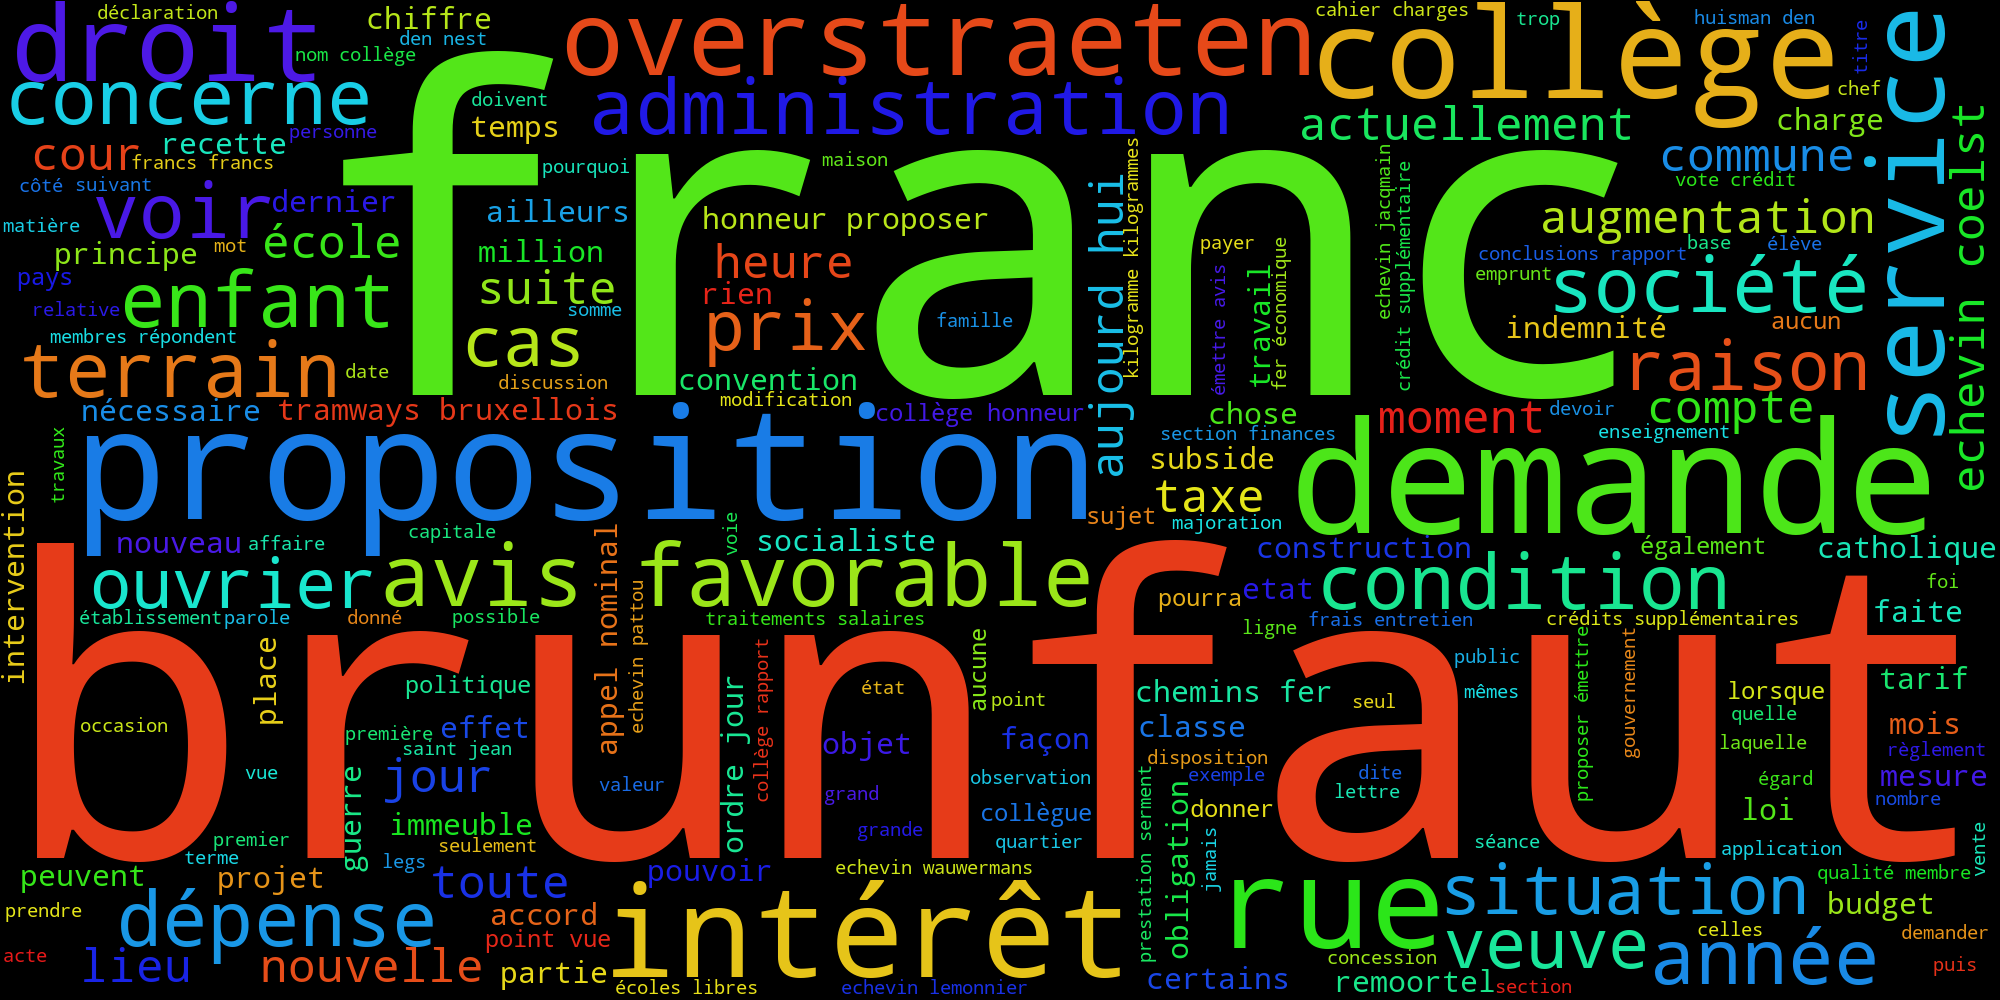 droit
déclaration
chiffre
den nest
nom collège
overstraeten
cahier charges
trop
huisman den
titre
collège
service
chef
concerne
doivent
temps
administration
actuellement
charge
echevin coelst
recette
personne
cour
francs francs
pourquoi
maison
commune
côté suivant
vote crédit
franc
voir
dernier
ailleurs
honneur proposer
aujourd hui
kilogramme kilogrammes
echevin jacqmain
crédit supplémentaire
augmentation
matière
mot
école
principe
million
heure
payer
émettre avis
travail
fer économique
conclusions rapport
base
élève
pays
enfant
suite
rien
emprunt
société
relative
somme
prix
famille
membres répondent
cas
indemnité
aucun
terrain
date
discussion
convention
raison
nécessaire
tramways bruxellois
modification
collège honneur
chose
moment
devoir
compte
travaux
proposition
section finances
enseignement
subside
demande
intervention
taxe
sujet
majoration
nouveau
affaire
capitale
appel nominal
voie
socialiste
construction
également
catholique
ouvrier
avis favorable
echevin pattou
pourra
etat
condition
foi
établissement
parole
donné
possible
traitements salaires
ligne
frais entretien
crédits supplémentaires
faite
brunfaut
place
politique
collège rapport
état
aucune
point
chemins fer
public
proposer émettre
gouvernement
tarif
seul
mêmes
lorsque
occasion
première
effet
saint jean
ordre jour
objet
façon
classe
quelle
mois
laquelle
règlement
disposition
vue
guerre
jour
valeur
grand
observation
exemple
dite
lettre
égard
mesure
nombre
immeuble
grande
collègue
prestation serment
obligation
donner
loi
premier
seulement
quartier
jamais
séance
application
vente
terme
legs
peuvent
projet
toute
pouvoir
echevin wauwermans
rue
situation
qualité membre
prendre
dépense
accord
intérêt
budget
point vue
veuve
celles
demander
acte
lieu
nouvelle
partie
écoles libres
echevin lemonnier
certains
concession
remoortel
section
année
puis